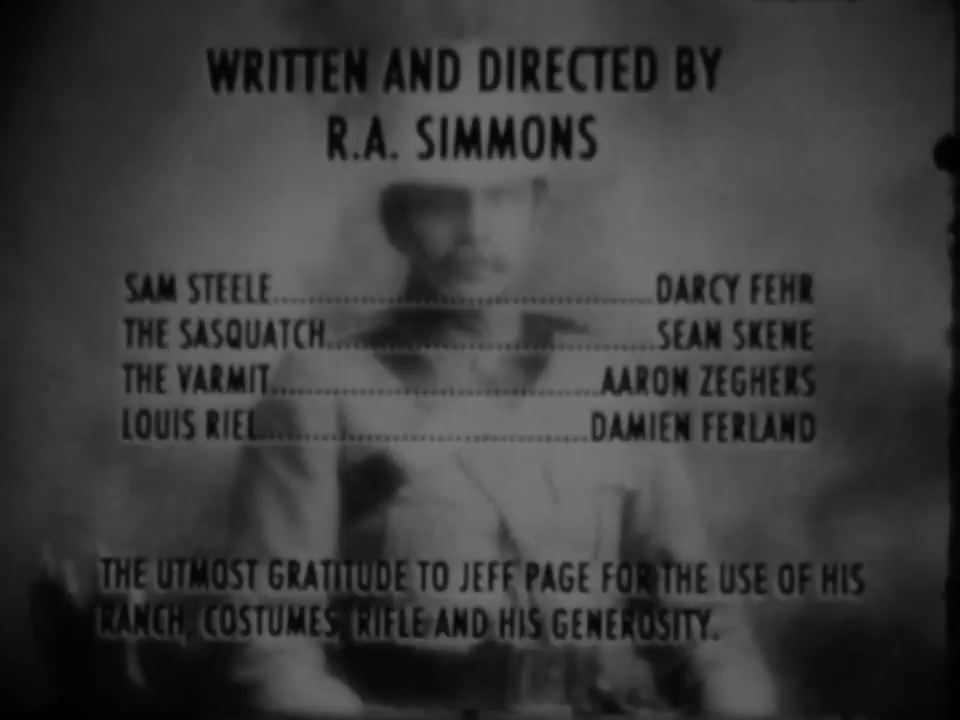 WRITTEN AND DIRECTED BY
R.A. SIMMONS
SAM STEELE....................DARCY FEHR
THE SASQUATCH....................SEAN SKENE
THE VARMIT....................AARON ZEGHERS
LOUIS RIEL....................DAMIEN FERLAND
THE UTMOST GRATITUDE TO JEFF PAGE FOR THE USE OF HIS
RANCH, COSTUMES, RIFLE AND HIS GENEROSITY.